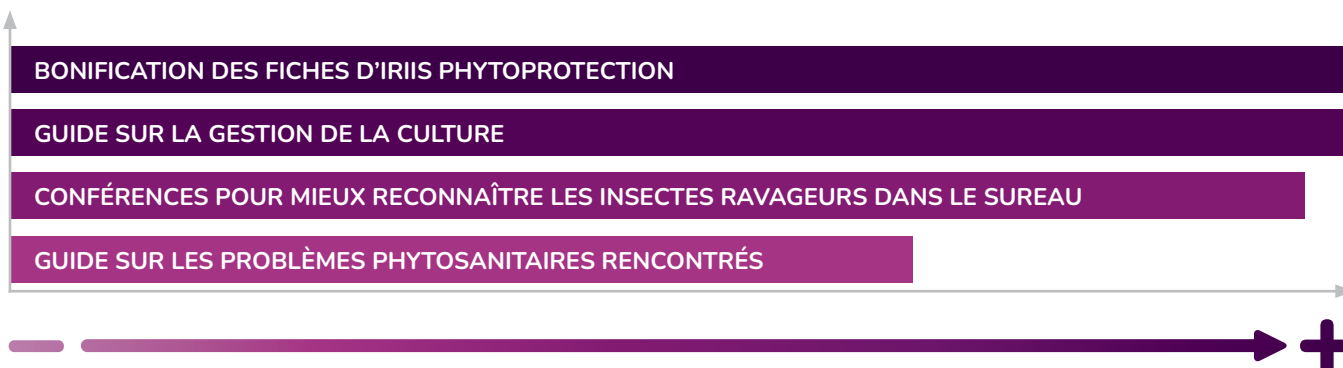 BONIFICATION DES FICHES D'IRIIS PHYTOPROTECTION
GUIDE SUR LA GESTION DE LA CULTURE
CONFÉRENCES POUR MIEUX RECONNAÎTRE LES INSECTES RAVAGEURS DANS LE SUREAU
GUIDE SUR LES PROBLÈMES PHYTOSANITAIRES RENCONTRÉS